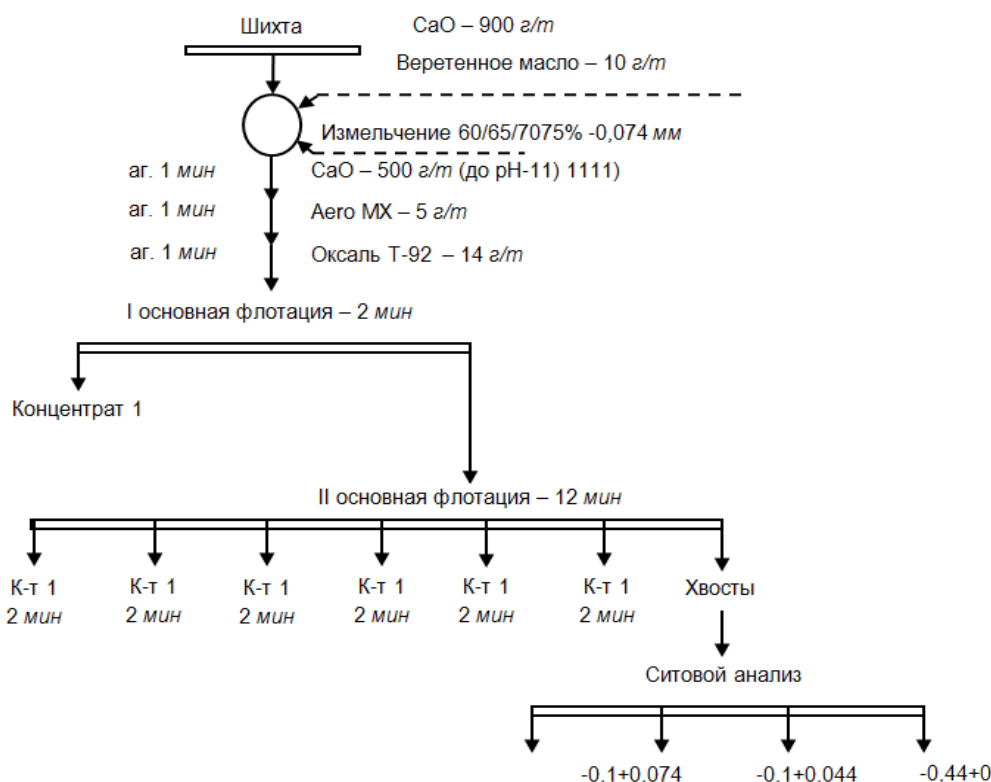 Шихта
CaO – 900 г/т
Веретенное масло – 10 г/т
Измельчение 60/65/7075% -0,074 мм
аг. 1 мин CaO – 500 г/т (до рН-11) 1111)
аг. 1 мин Aero MX – 5 г/т
аг. 1 мин Оксаль Т-92 – 14 г/т
I основная флотация – 2 мин
Концентрат 1
II основная флотация – 12 мин
К-т 1 К-т 1 К-т 1 К-т 1 К-т 1 К-т 1 Хвосты
2 мин 2 мин 2 мин 2 мин 2 мин 2 мин
Ситовой анализ
-0,1+0,074 -0,1+0,044 -0,44+0